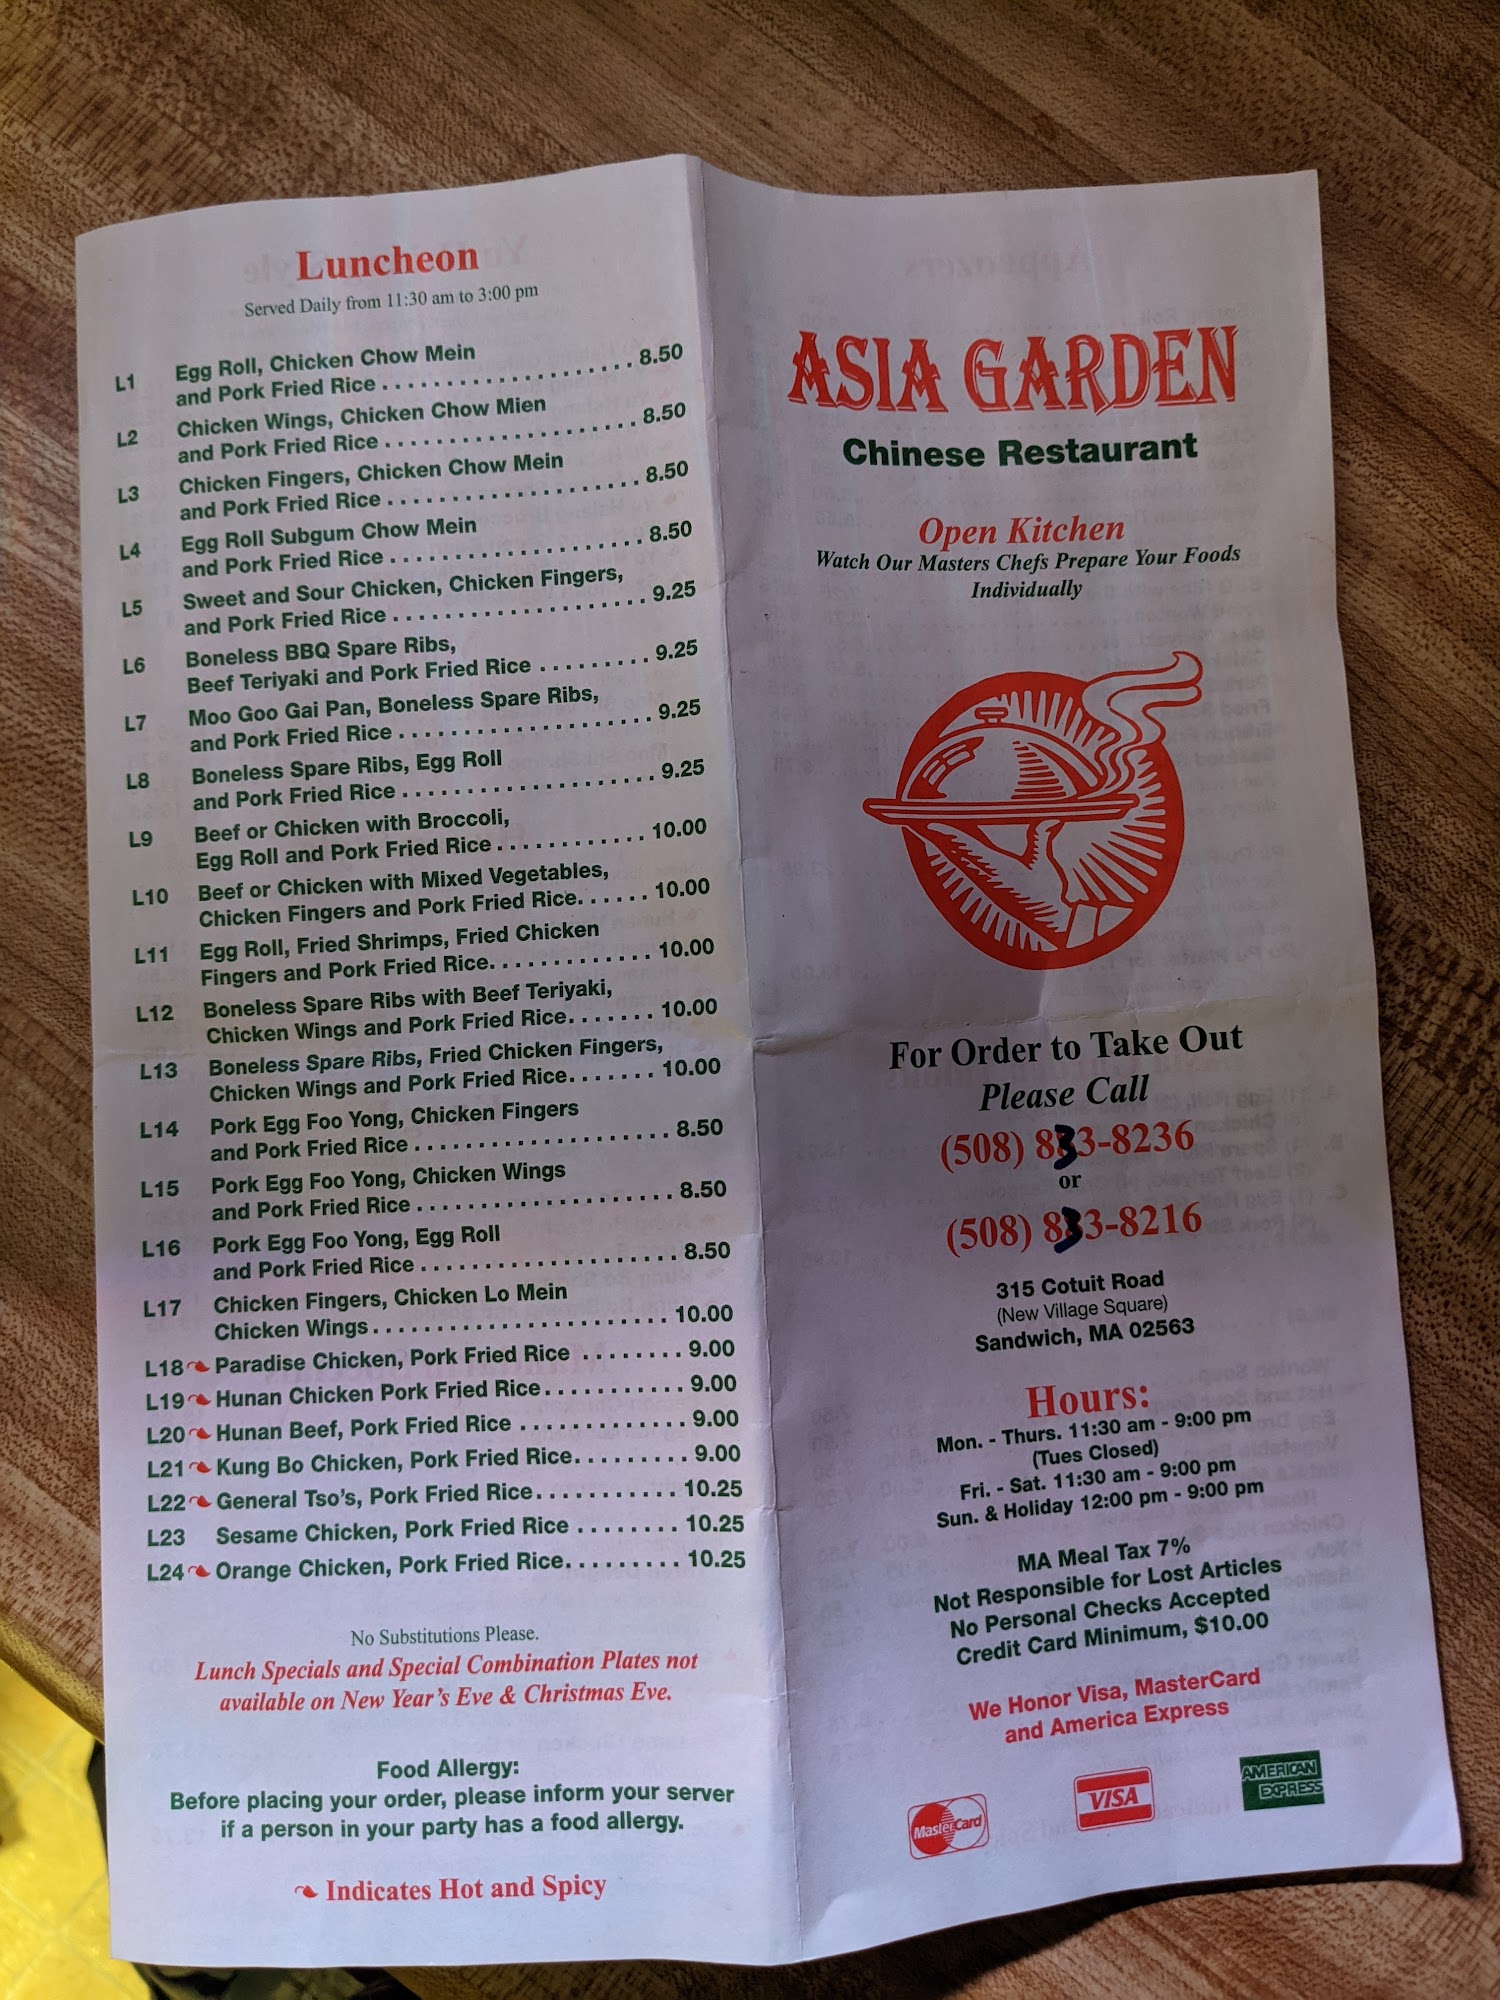 Luncheon
Served Daily from 11:30 am to 3:00 pm
L1 Egg Roll, Chicken Chow Mein
and Pork Fried Rice . . . . . . . . . . . . . . . . . . . . 8.50
L2 Chicken Wings, Chicken Chow Mien
and Pork Fried Rice . . . . . . . . . . . . . . . . . . . . 8.50
L3 Chicken Fingers, Chicken Chow Mein
and Pork Fried Rice . . . . . . . . . . . . . . . . . . . . 8.50
L4 Egg Roll Subgum Chow Mein
and Pork Fried Rice . . . . . . . . . . . . . . . . . . . . 8.50
L5 Sweet and Sour Chicken, Chicken Fingers,
and Pork Fried Rice . . . . . . . . . . . . . . . . . . . . 9.25
L6 Boneless BBQ Spare Ribs,
Beef Teriyaki and Pork Fried Rice . . . . . . . . . 9.25
L7 Moo Goo Gai Pan, Boneless Spare Ribs,
and Pork Fried Rice . . . . . . . . . . . . . . . . . . . . 9.25
L8 Boneless Spare Ribs, Egg Roll
and Pork Fried Rice . . . . . . . . . . . . . . . . . . . . 9.25
L9 Beef or Chicken with Broccoli,
Egg Roll and Pork Fried Rice . . . . . . . . . . . . 10.00
L10 Beef or Chicken with Mixed Vegetables,
Chicken Fingers and Pork Fried Rice. . . . . . 10.00
L11 Egg Roll, Fried Shrimps, Fried Chicken
Fingers and Pork Fried Rice. . . . . . . . . . . . . 10.00
L12 Boneless Spare Ribs with Beef Teriyaki,
Chicken Wings and Pork Fried Rice. . . . . . . 10.00
L13 Boneless Spare Ribs, Fried Chicken Fingers,
Chicken Wings and Pork Fried Rice. . . . . . . 10.00
L14 Pork Egg Foo Yong, Chicken Fingers
and Pork Fried Rice . . . . . . . . . . . . . . . . . . . . 8.50
L15 Pork Egg Foo Yong, Chicken Wings
and Pork Fried Rice . . . . . . . . . . . . . . . . . . . . 8.50
L16 Pork Egg Foo Yong, Egg Roll
and Pork Fried Rice . . . . . . . . . . . . . . . . . . . . 8.50
L17 Chicken Fingers, Chicken Lo Mein
Chicken Wings. . . . . . . . . . . . . . . . . . . . . . . 10.00
L18 Paradise Chicken, Pork Fried Rice . . . . . . . . 9.00
L19 Hunan Chicken Pork Fried Rice. . . . . . . . . . . 9.00
L20 Hunan Beef, Pork Fried Rice . . . . . . . . . . . . . 9.00
L21 Kung Bo Chicken, Pork Fried Rice. . . . . . . . . 9.00
L22 General Tso's, Pork Fried Rice. . . . . . . . . . . 10.25
L23 Sesame Chicken, Pork Fried Rice . . . . . . . . 10.25
L24 Orange Chicken, Pork Fried Rice. . . . . . . . . 10.25
No Substitutions Please.
Lunch Specials and Special Combination Plates not
available on New Year's Eve & Christmas Eve.
Food Allergy:
Before placing your order, please inform your server
if a person in your party has a food allergy.
Indicates Hot and Spicy
ASIA GARDEN
Chinese Restaurant
Open Kitchen
Watch Our Masters Chefs Prepare Your Foods
Individually
For Order to Take Out
Please Call
(508) 833-8236
or
(508) 833-8216
315 Cotuit Road
(New Village Square)
Sandwich, MA 02563
Hours:
Mon. - Thurs. 11:30 am - 9:00 pm
(Tues Closed)
Fri. - Sat. 11:30 am - 9:00 pm
Sun. & Holiday 12:00 pm - 9:00 pm
MA Meal Tax 7%
Not Responsible for Lost Articles
No Personal Checks Accepted
Credit Card Minimum, $10.00
We Honor Visa, MasterCard
and America Express
MasterCard
VISA
AMERICAN
EXPRESS